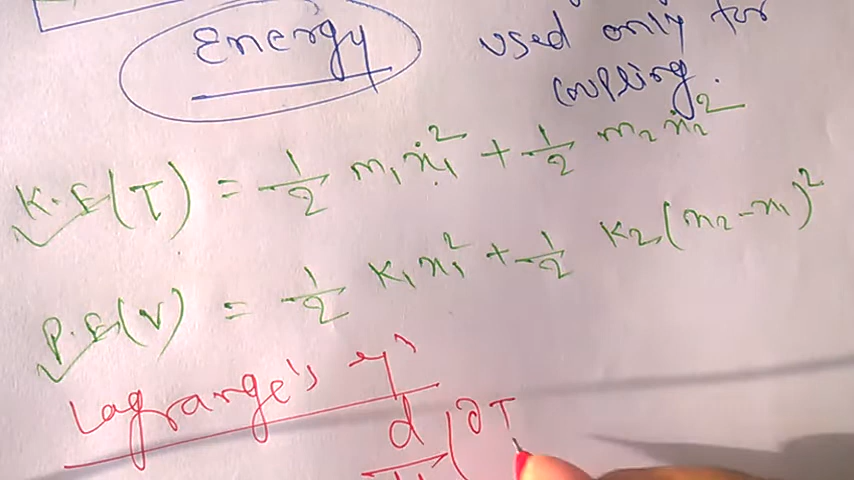 Energy
used only for
coupling.
K.E(T) = 1/2 m₁ẋ₁² + 1/2 m₂ẋ₂²
P.E(V) = 1/2 K₁x₁² + 1/2 K₂(x₂-x₁)²
Lagrange's
d (∂T